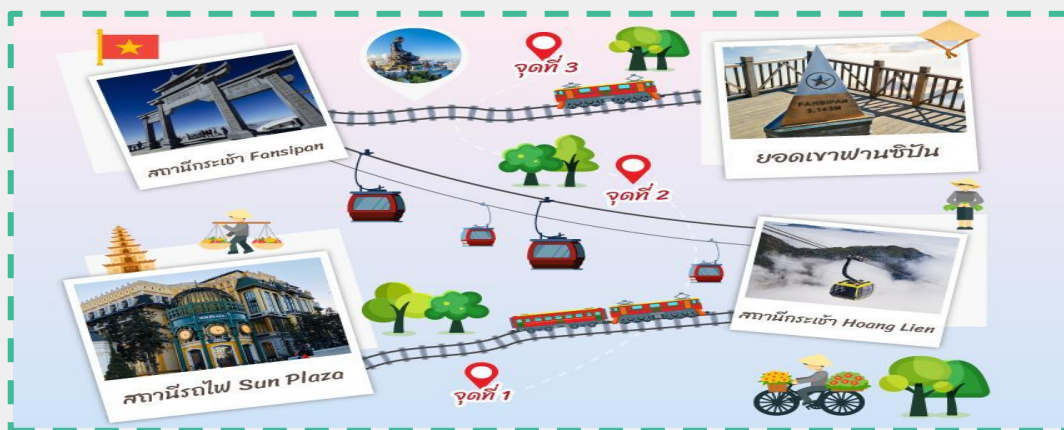 จุดที่ 3
สถานีกระเช้า Fansipan
FANSIPAN
3.143M
ยอดเขาฟานซิปัน
จุดที่ 2
สถานีกระเช้า Hoang Lien
สถานีรถไฟ Sun Plaza
จุดที่ 1